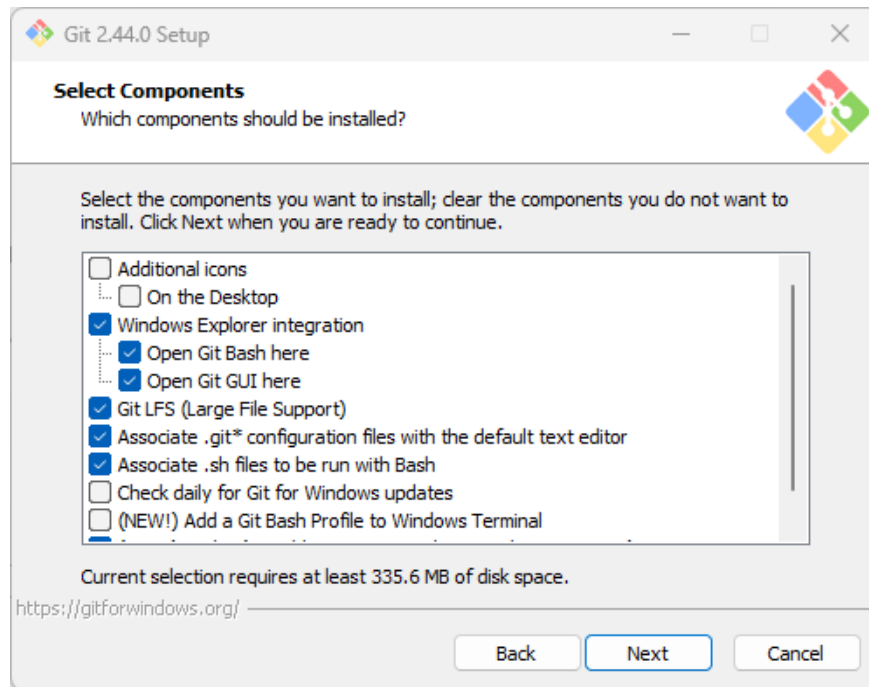 Git 2.44.0 Setup
Select Components
Which components should be installed?
Select the components you want to install; clear the components you do not want to
install. Click Next when you are ready to continue.
Additional icons
On the Desktop
Windows Explorer integration
Open Git Bash here
Open Git GUI here
Git LFS (Large File Support)
Associate .git* configuration files with the default text editor
Associate .sh files to be run with Bash
Check daily for Git for Windows updates
(NEW!) Add a Git Bash Profile to Windows Terminal
Current selection requires at least 335.6 MB of disk space.
https://gitforwindows.org/
Back
Next
Cancel